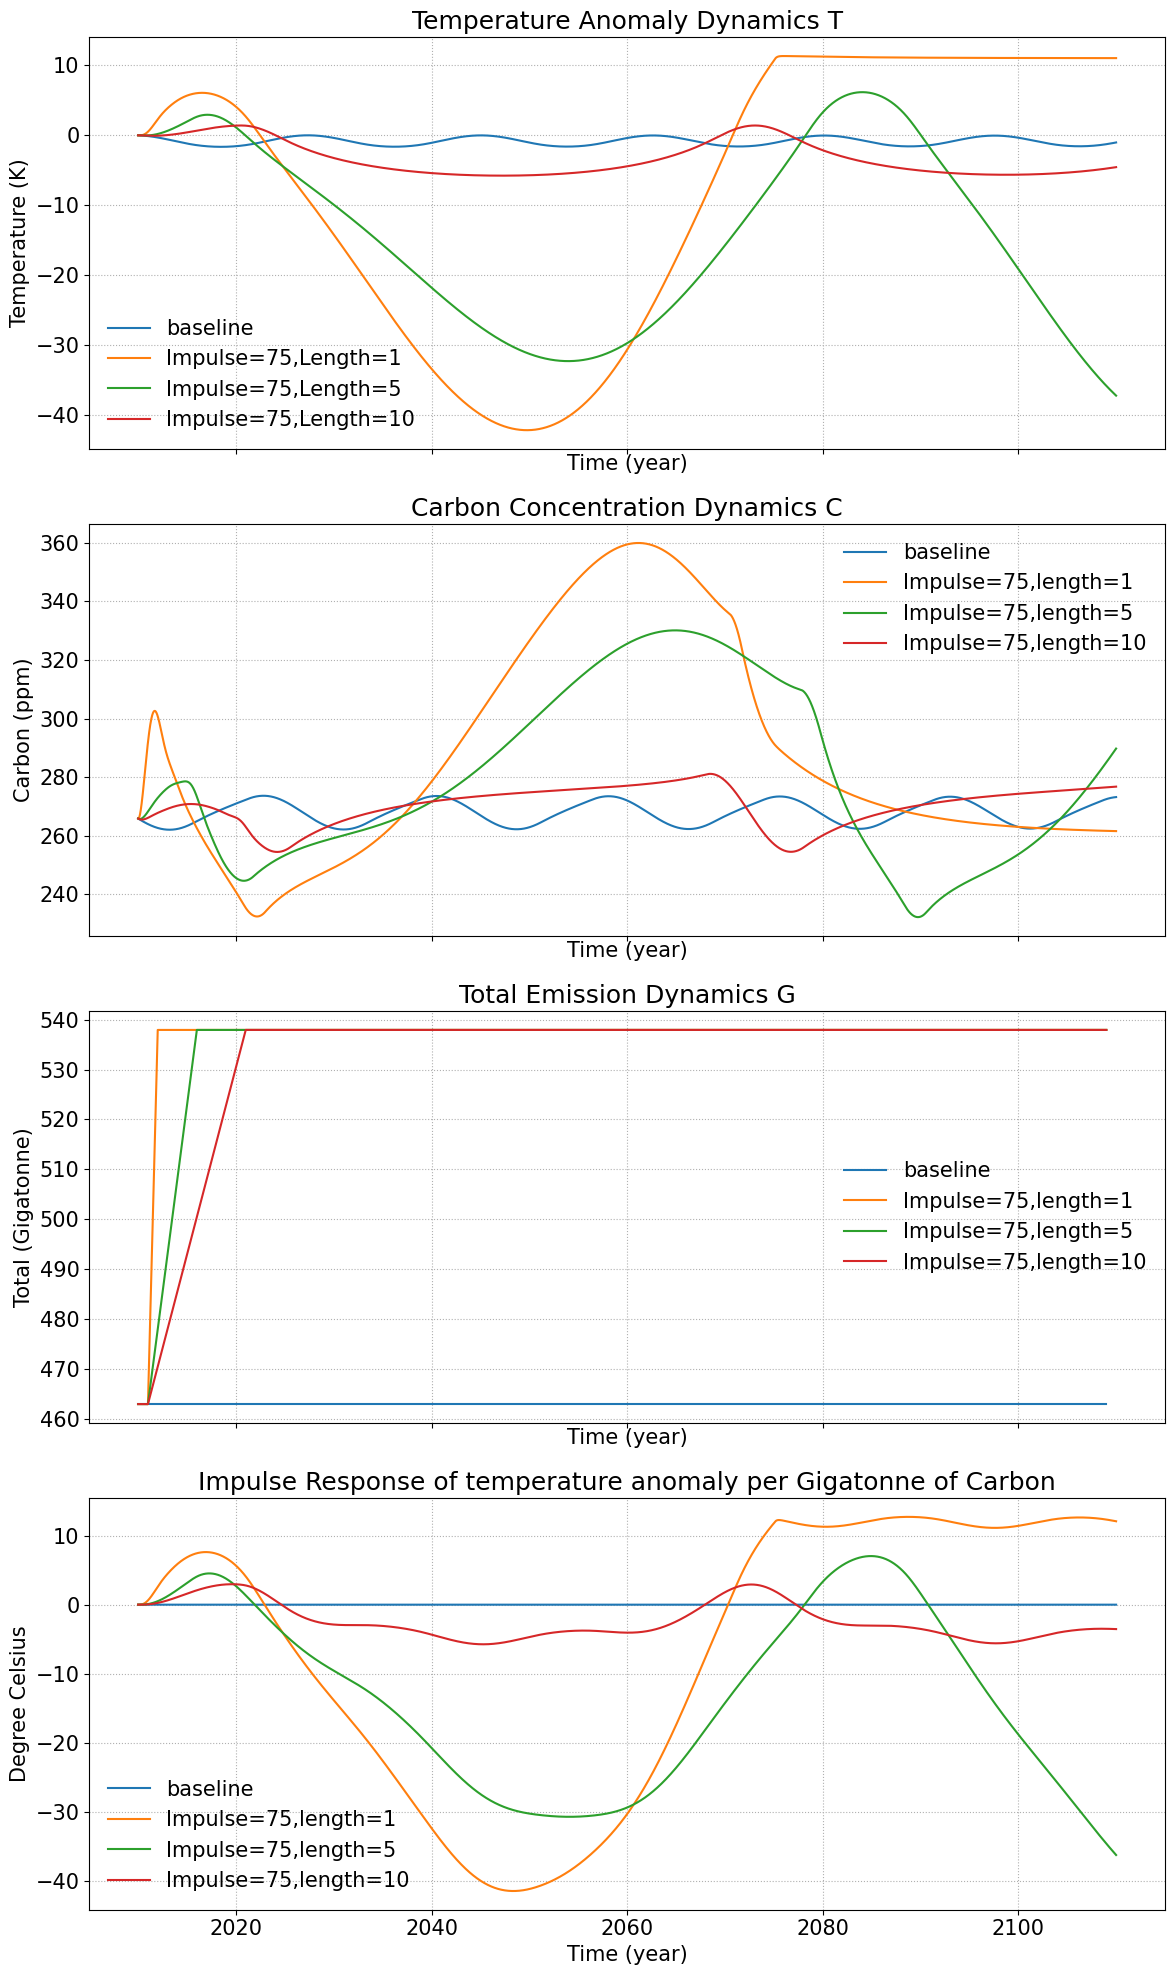 Temperature Anomaly Dynamics T
10
0
−10
−20
−30
−40
Temperature (K)
baseline
Impulse=75,Length=1
Impulse=75,Length=5
Impulse=75,Length=10
Time (year)
Carbon Concentration Dynamics C
360
340
320
300
280
260
240
Carbon (ppm)
baseline
Impulse=75,length=1
Impulse=75,length=5
Impulse=75,length=10
Time (year)
Total Emission Dynamics G
540
530
520
510
500
490
480
470
460
Total (Gigatonne)
baseline
Impulse=75,length=1
Impulse=75,length=5
Impulse=75,length=10
Time (year)
Impulse Response of temperature anomaly per Gigatonne of Carbon
10
0
−10
−20
−30
−40
Degree Celsius
baseline
Impulse=75,length=1
Impulse=75,length=5
Impulse=75,length=10
2020 2040 2060 2080 2100
Time (year)